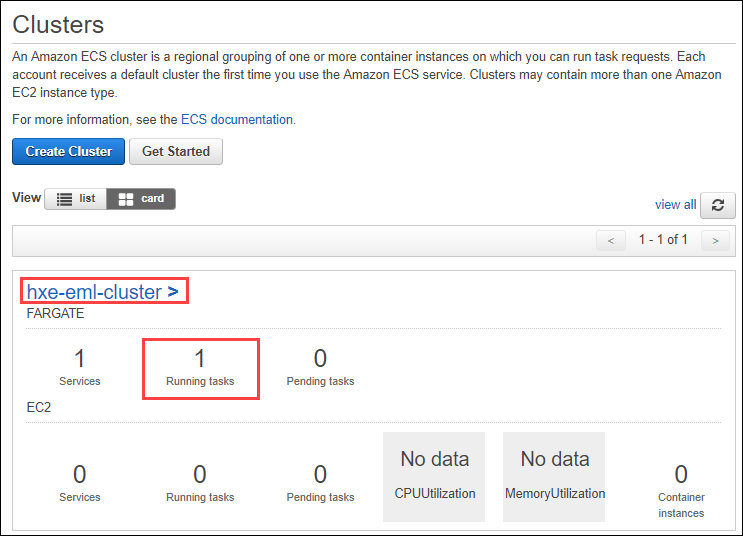 Clusters
An Amazon ECS cluster is a regional grouping of one or more container instances on which you can run task requests. Each
account receives a default cluster the first time you use the Amazon ECS service. Clusters may contain more than one Amazon
EC2 instance type.
For more information, see the ECS documentation.
Create Cluster Get Started
View list card
view all
< 1 - 1 of 1 >
hxe-eml-cluster >
FARGATE
1 1 0
Services Running tasks Pending tasks
EC2
0 0 0 No data No data 0
Services Running tasks Pending tasks CPUUtilization MemoryUtilization Container
instances